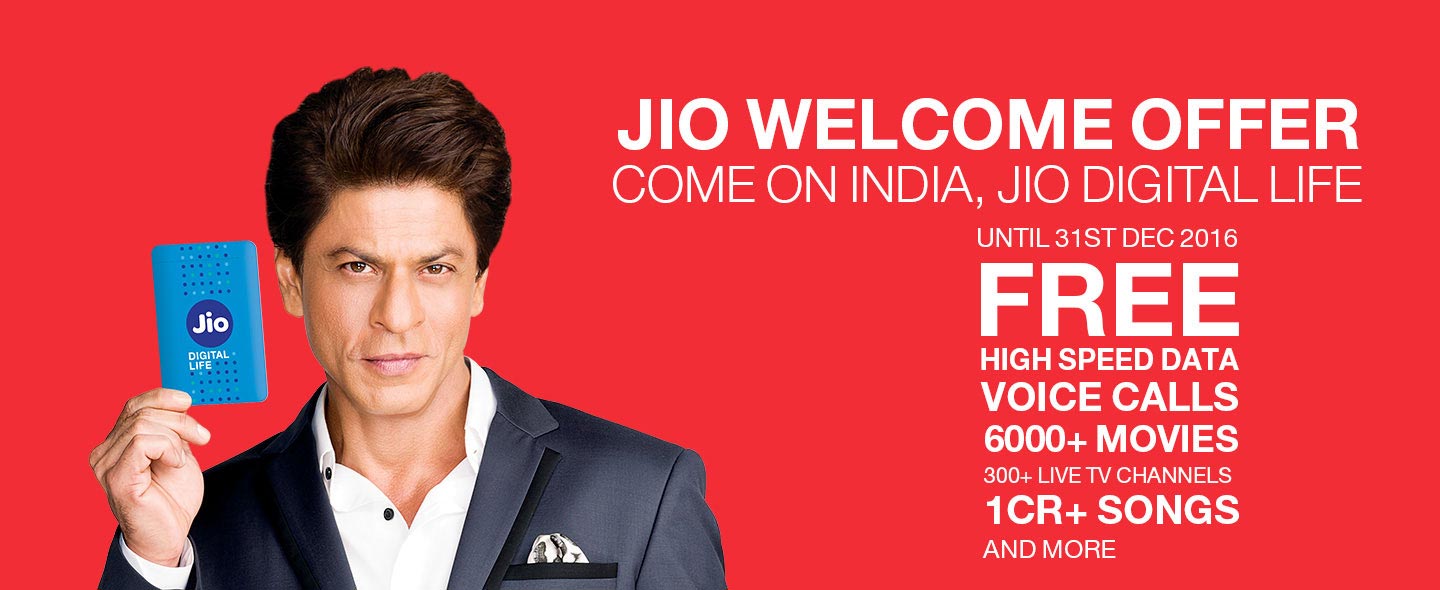 Jio
DIGITAL
LIFE
JIO WELCOME OFFER
COME ON INDIA, JIO DIGITAL LIFE
UNTIL 31ST DEC 2016
FREE
HIGH SPEED DATA
VOICE CALLS
6000+ MOVIES
300+ LIVE TV CHANNELS
1CR+ SONGS
AND MORE